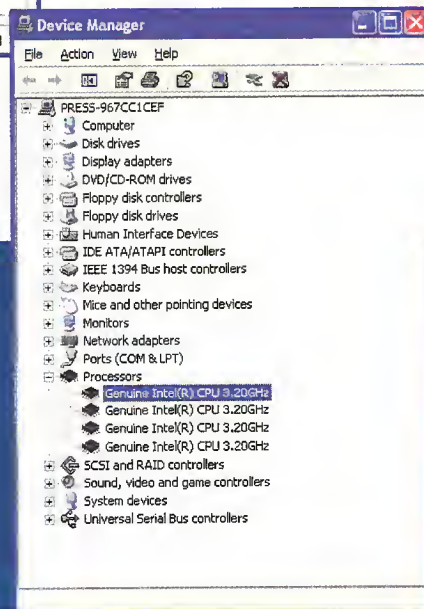 Device Manager
File Action View Help
PRESS-967CC1CEF
Computer
Disk drives
Display adapters
DVD/CD-ROM drives
Floppy disk controllers
Floppy disk drives
Human Interface Devices
IDE ATA/ATAPI controllers
IEEE 1394 Bus host controllers
Keyboards
Mice and other pointing devices
Monitors
Network adapters
Ports (COM & LPT)
Processors
Genuine Intel(R) CPU 3.20GHz
Genuine Intel(R) CPU 3.20GHz
Genuine Intel(R) CPU 3.20GHz
Genuine Intel(R) CPU 3.20GHz
SCSI and RAID controllers
Sound, video and game controllers
System devices
Universal Serial Bus controllers